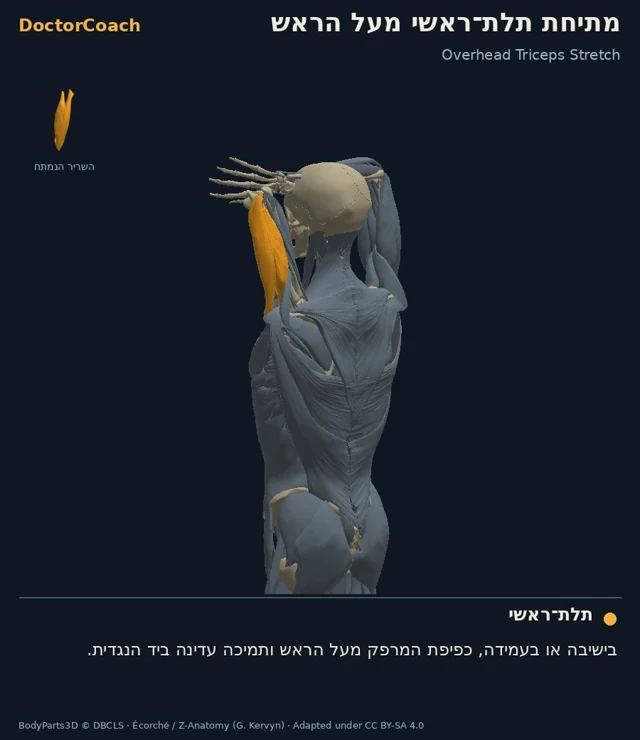 DoctorCoach
מתיחת תלת־ראשי מעל הראש
Overhead Triceps Stretch
השריר הנמתח
תלת־ראשי
בישיבה או בעמידה, כפיפת המרפק מעל הראש ותמיכה עדינה ביד הנגדית.
BodyParts3D © DBCLS · Écorché / Z-Anatomy (G. Kervyn) · Adapted under CC BY-SA 4.0